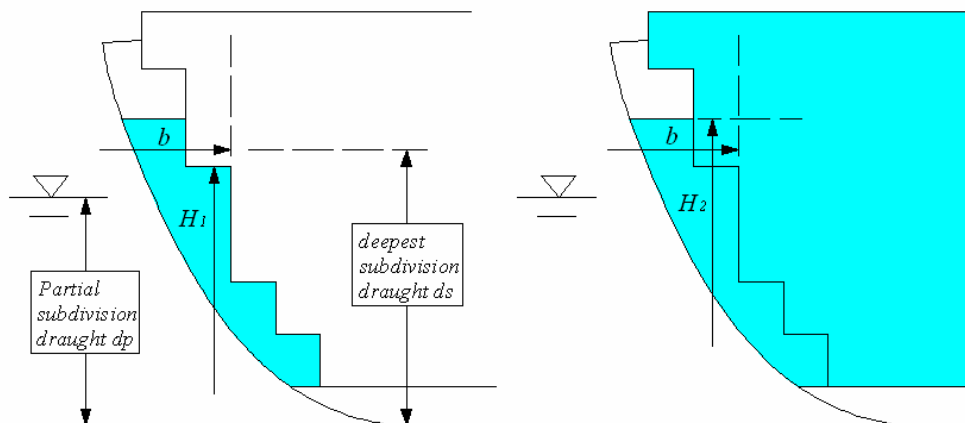 b
H1
Partial
subdivision
draught dp
deepest
subdivision
draught ds
b
H2